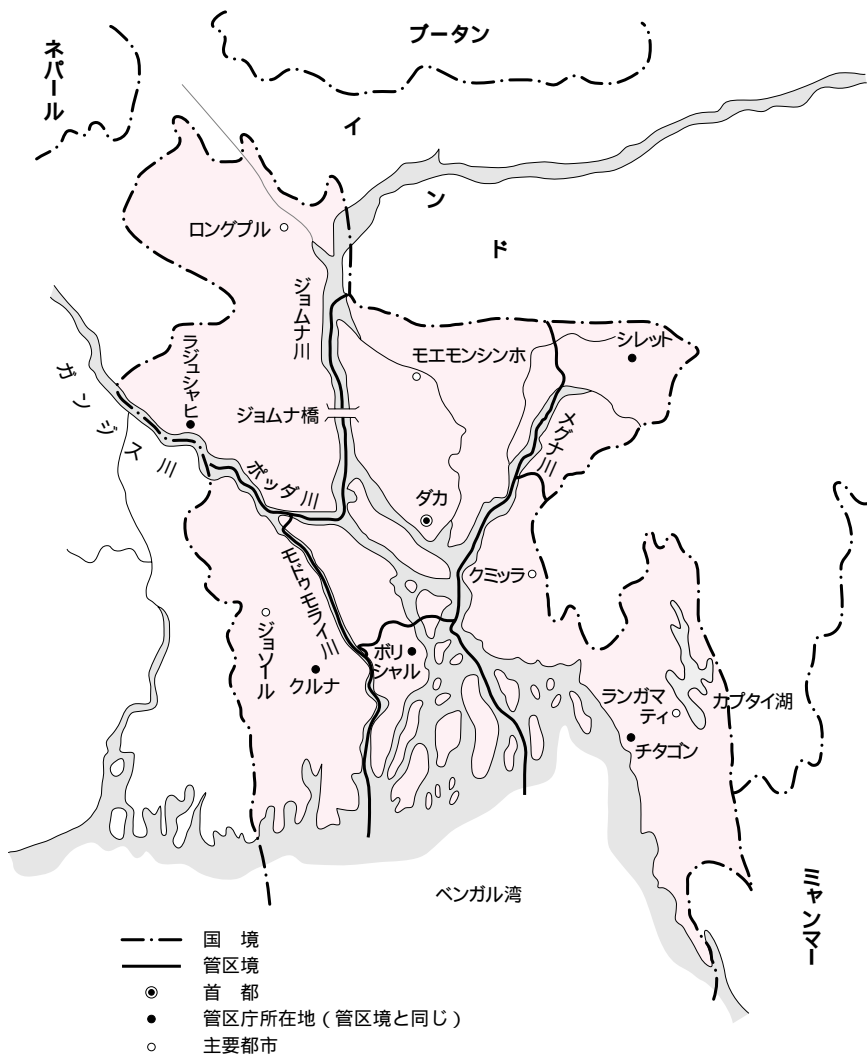 ネパール
ブータン
インド
ロングプル
ジョムナ川
ラジュシャヒ
モエモンシンホ
シレット
ガンジス川
ジョムナ橋
メグナ川
ポッダ川
ダカ
モドゥモライ川
クミッラ
ジョソール
ボリ
シャル
クルナ
ランガマ
ティ
カプタイ湖
チタゴン
ベンガル湾
ミャンマー
国 境
管区境
首 都
管区庁所在地(管区境と同じ)
主要都市